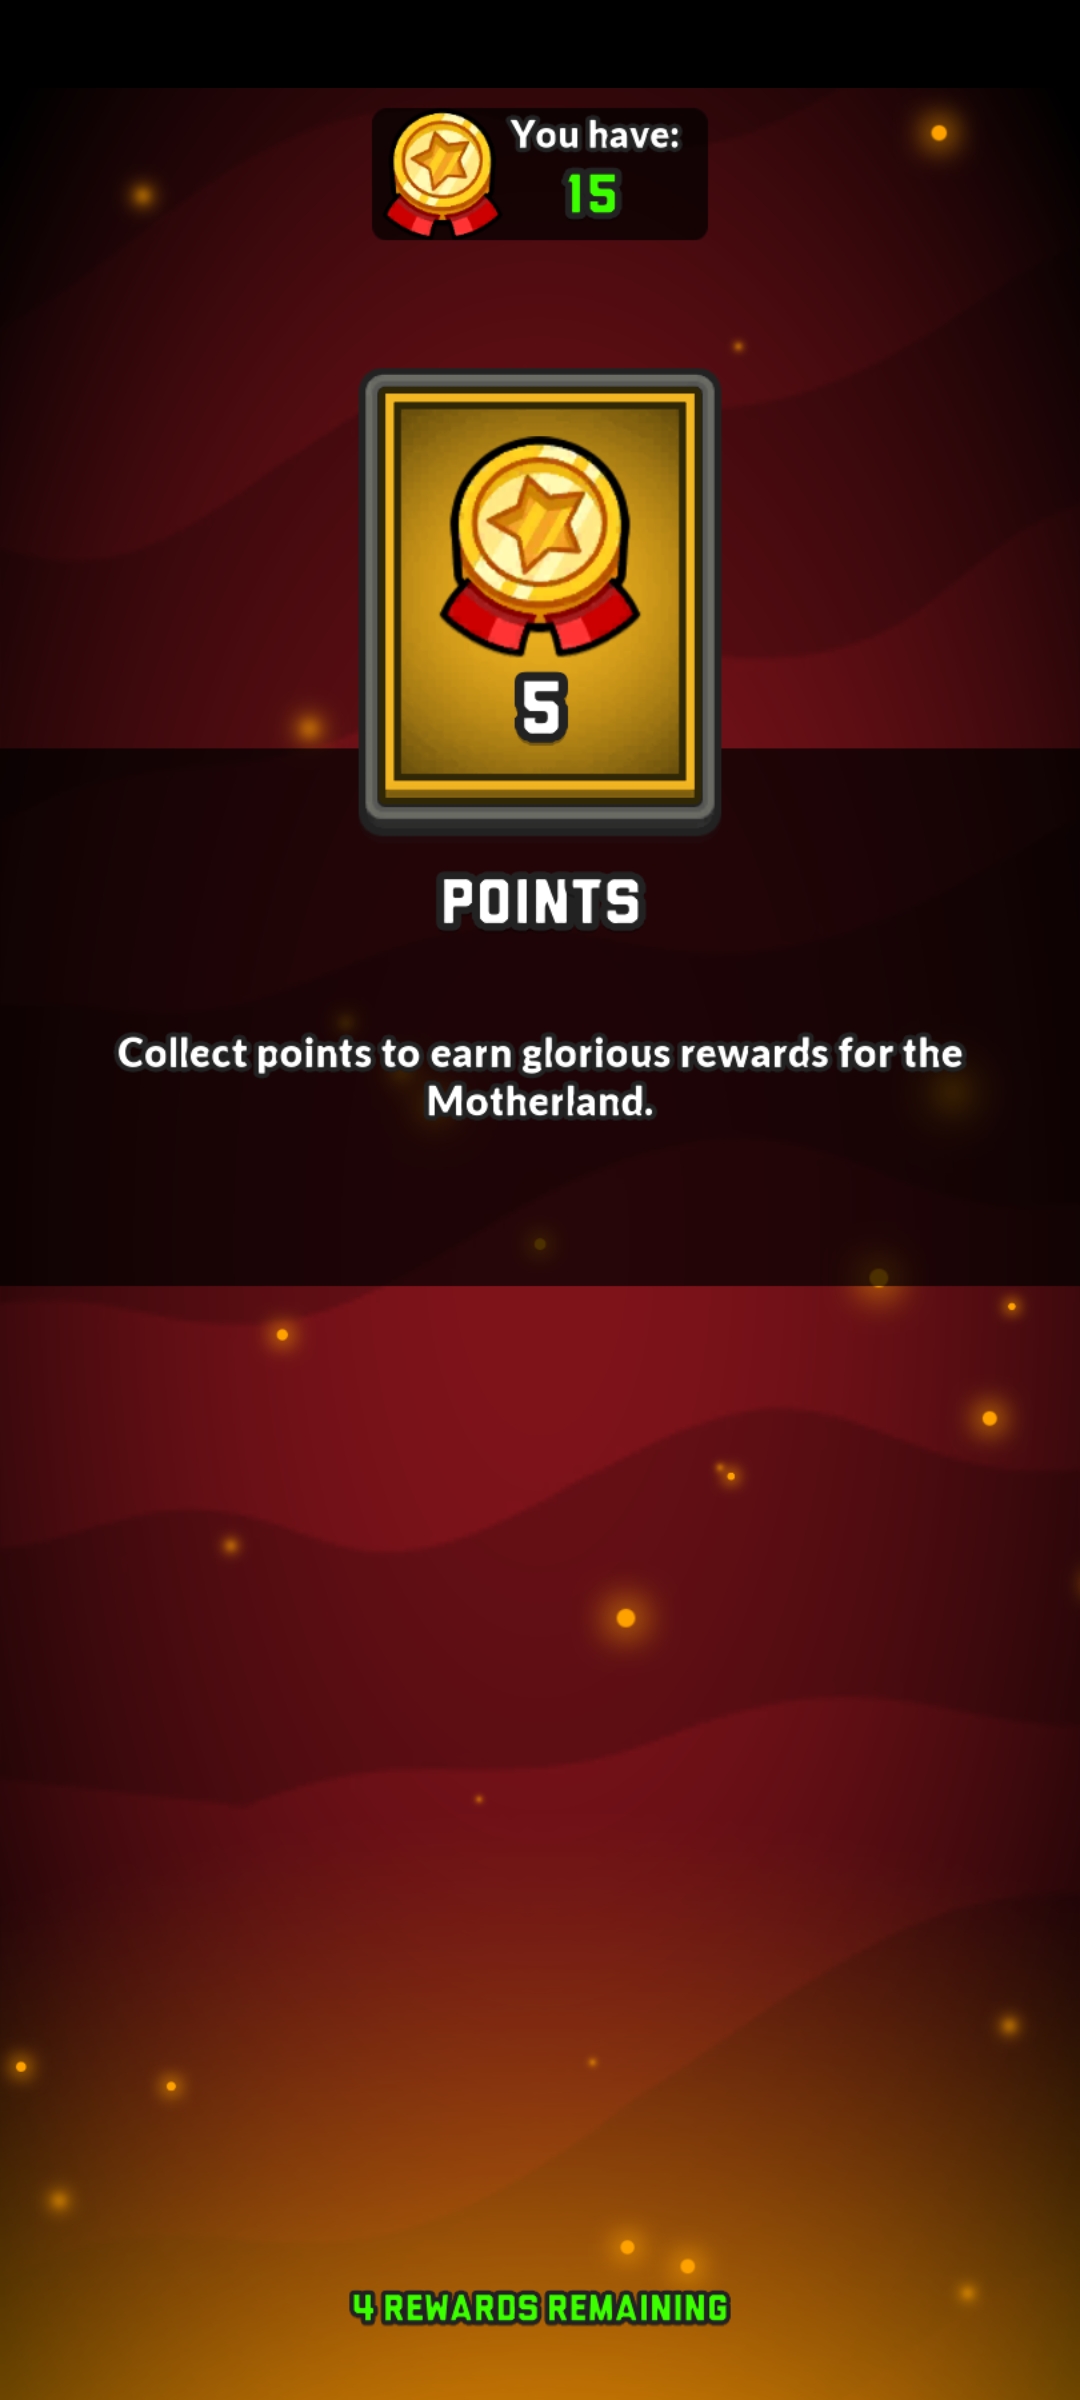 You have:
15
5
POINTS
Collect points to earn glorious rewards for the
Motherland.
4 REWARDS REMAINING